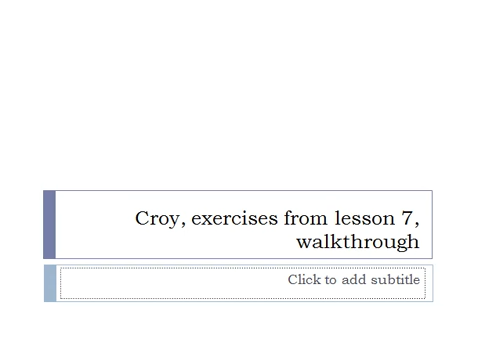 Croy, exercises from lesson 7,
walkthrough
Click to add subtitle